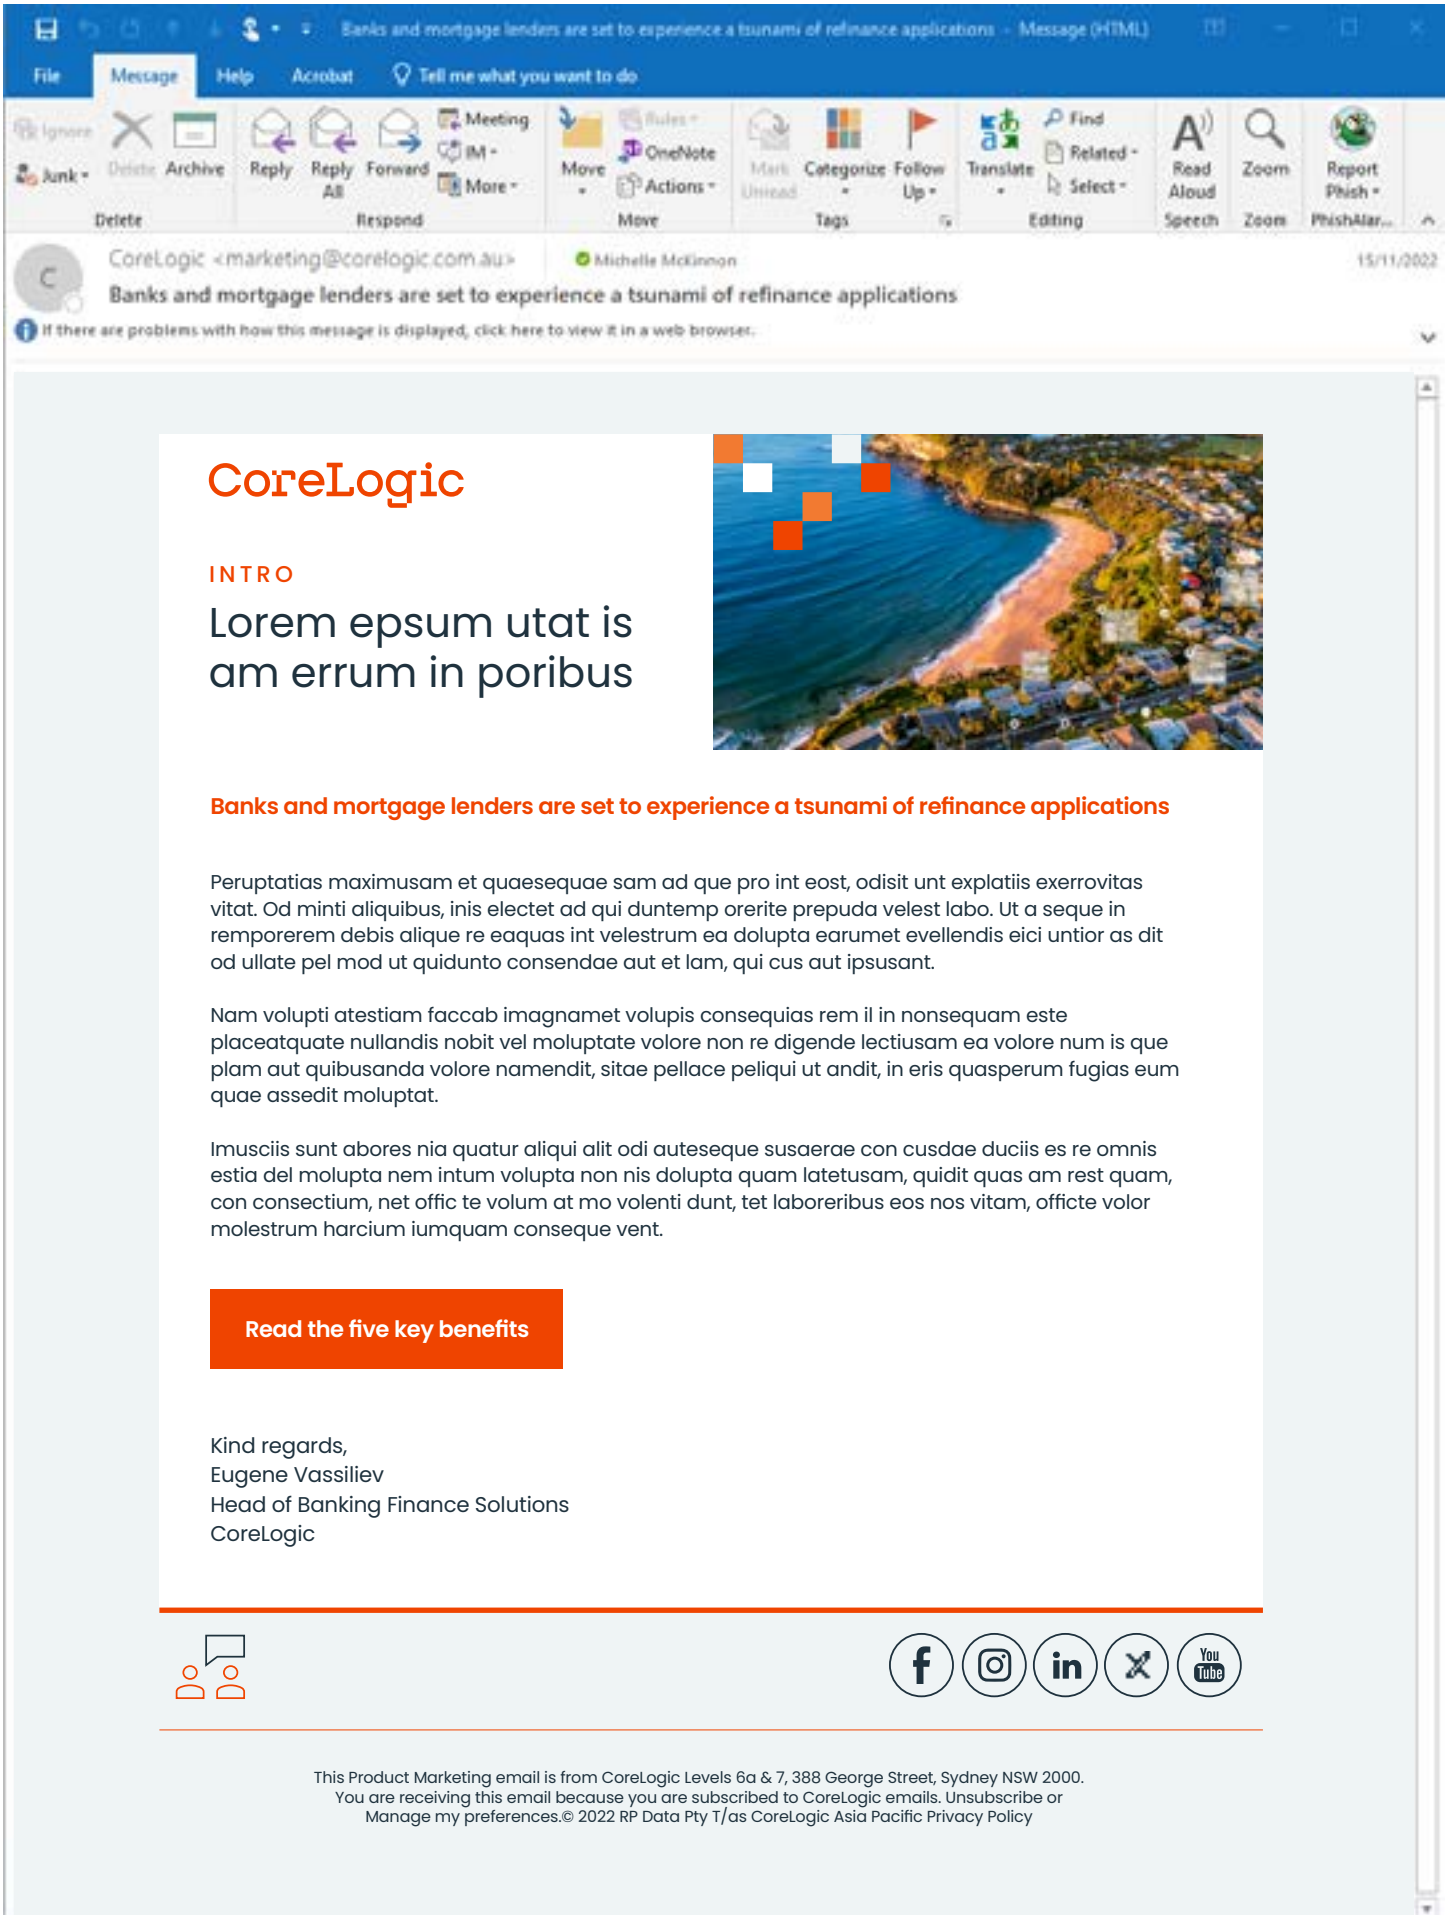 Banks and mortgage lenders are set to experience a tsunami of refinance applications - Message (HTML)
File Message Help Acrobat Tell me what you want to do
Ignore
Junk
Delete
Archive
Reply
Reply All
Forward
Meeting
IM
More
Move
Rules
OneNote
Actions
Mark Unread
Categorize
Follow Up
Translate
Find
Related
Select
Read Aloud
Zoom
Report Phish
Delete Respond Move Tags Editing Speech Zoom PhishAlar...
C
CoreLogic <marketing@corelogic.com.au> Michelle McKinnon 15/11/2022
Banks and mortgage lenders are set to experience a tsunami of refinance applications
If there are problems with how this message is displayed, click here to view it in a web browser.
CoreLogic
INTRO
Lorem epsum utat is
am errum in poribus
Banks and mortgage lenders are set to experience a tsunami of refinance applications
Peruptatias maximusam et quaesequae sam ad que pro int eost, odisit unt explatiis exerrovitas
vitat. Od minti aliquibus, inis electet ad qui duntemp orerite prepuda velest labo. Ut a seque in
remporerem debis alique re eaquas int velestrum ea dolupta earumet evellendis eici untior as dit
od ullate pel mod ut quidunto consendae aut et lam, qui cus aut ipsusant.
Nam volupti atestiam faccab imagnamet volupis consequias rem il in nonsequam este
placeatquate nullandis nobit vel moluptate volore non re digende lectiusam ea volore num is que
plam aut quibusanda volore namendit, sitae pellace peliqui ut andit, in eris quasperum fugias eum
quae assedit moluptat.
Imusciis sunt abores nia quatur aliqui alit odi auteseque susaerae con cusdae duciis es re omnis
estia del molupta nem intum volupta non nis dolupta quam latetusam, quidit quas am rest quam,
con consectium, net offic te volum at mo volenti dunt, tet laboreribus eos nos vitam, officte volor
molestrum harcium iumquam conseque vent.
Read the five key benefits
Kind regards,
Eugene Vassiliev
Head of Banking Finance Solutions
CoreLogic
f in X You Tube
This Product Marketing email is from CoreLogic Levels 6a & 7, 388 George Street, Sydney NSW 2000.
You are receiving this email because you are subscribed to CoreLogic emails. Unsubscribe or
Manage my preferences.© 2022 RP Data Pty T/as CoreLogic Asia Pacific Privacy Policy